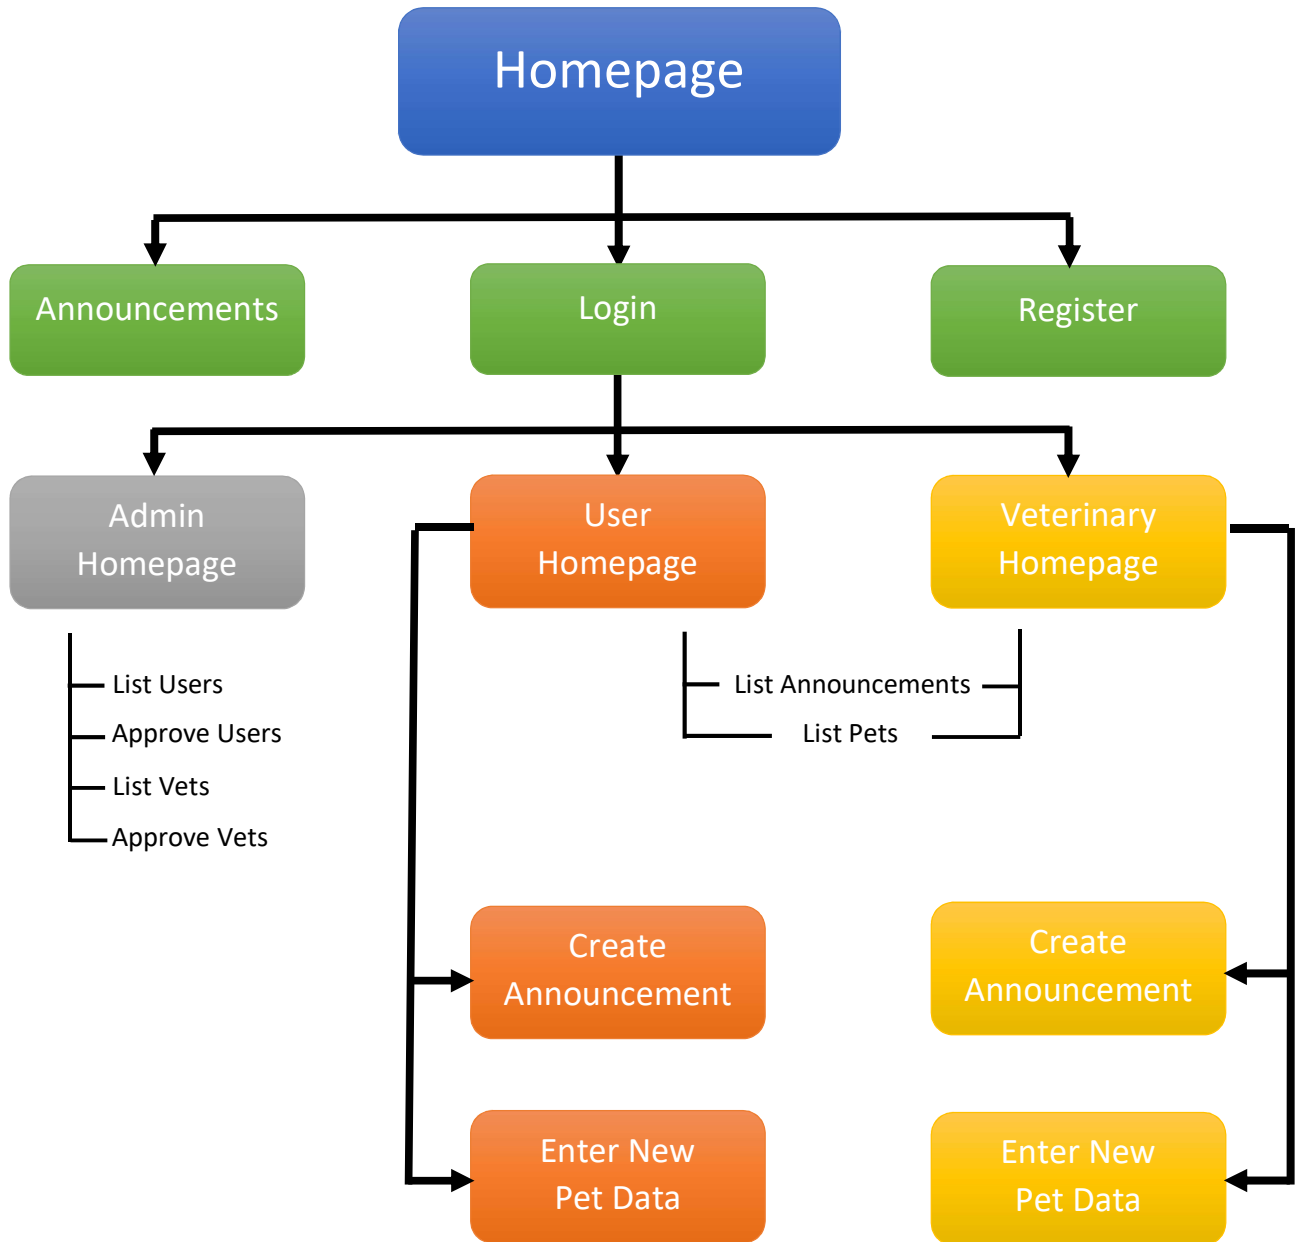 Homepage
Announcements
Login
Register
Admin
Homepage
User
Homepage
Veterinary
Homepage
List Users
Approve Users
List Vets
Approve Vets
List Announcements
List Pets
Create
Announcement
Create
Announcement
Enter New
Pet Data
Enter New
Pet Data